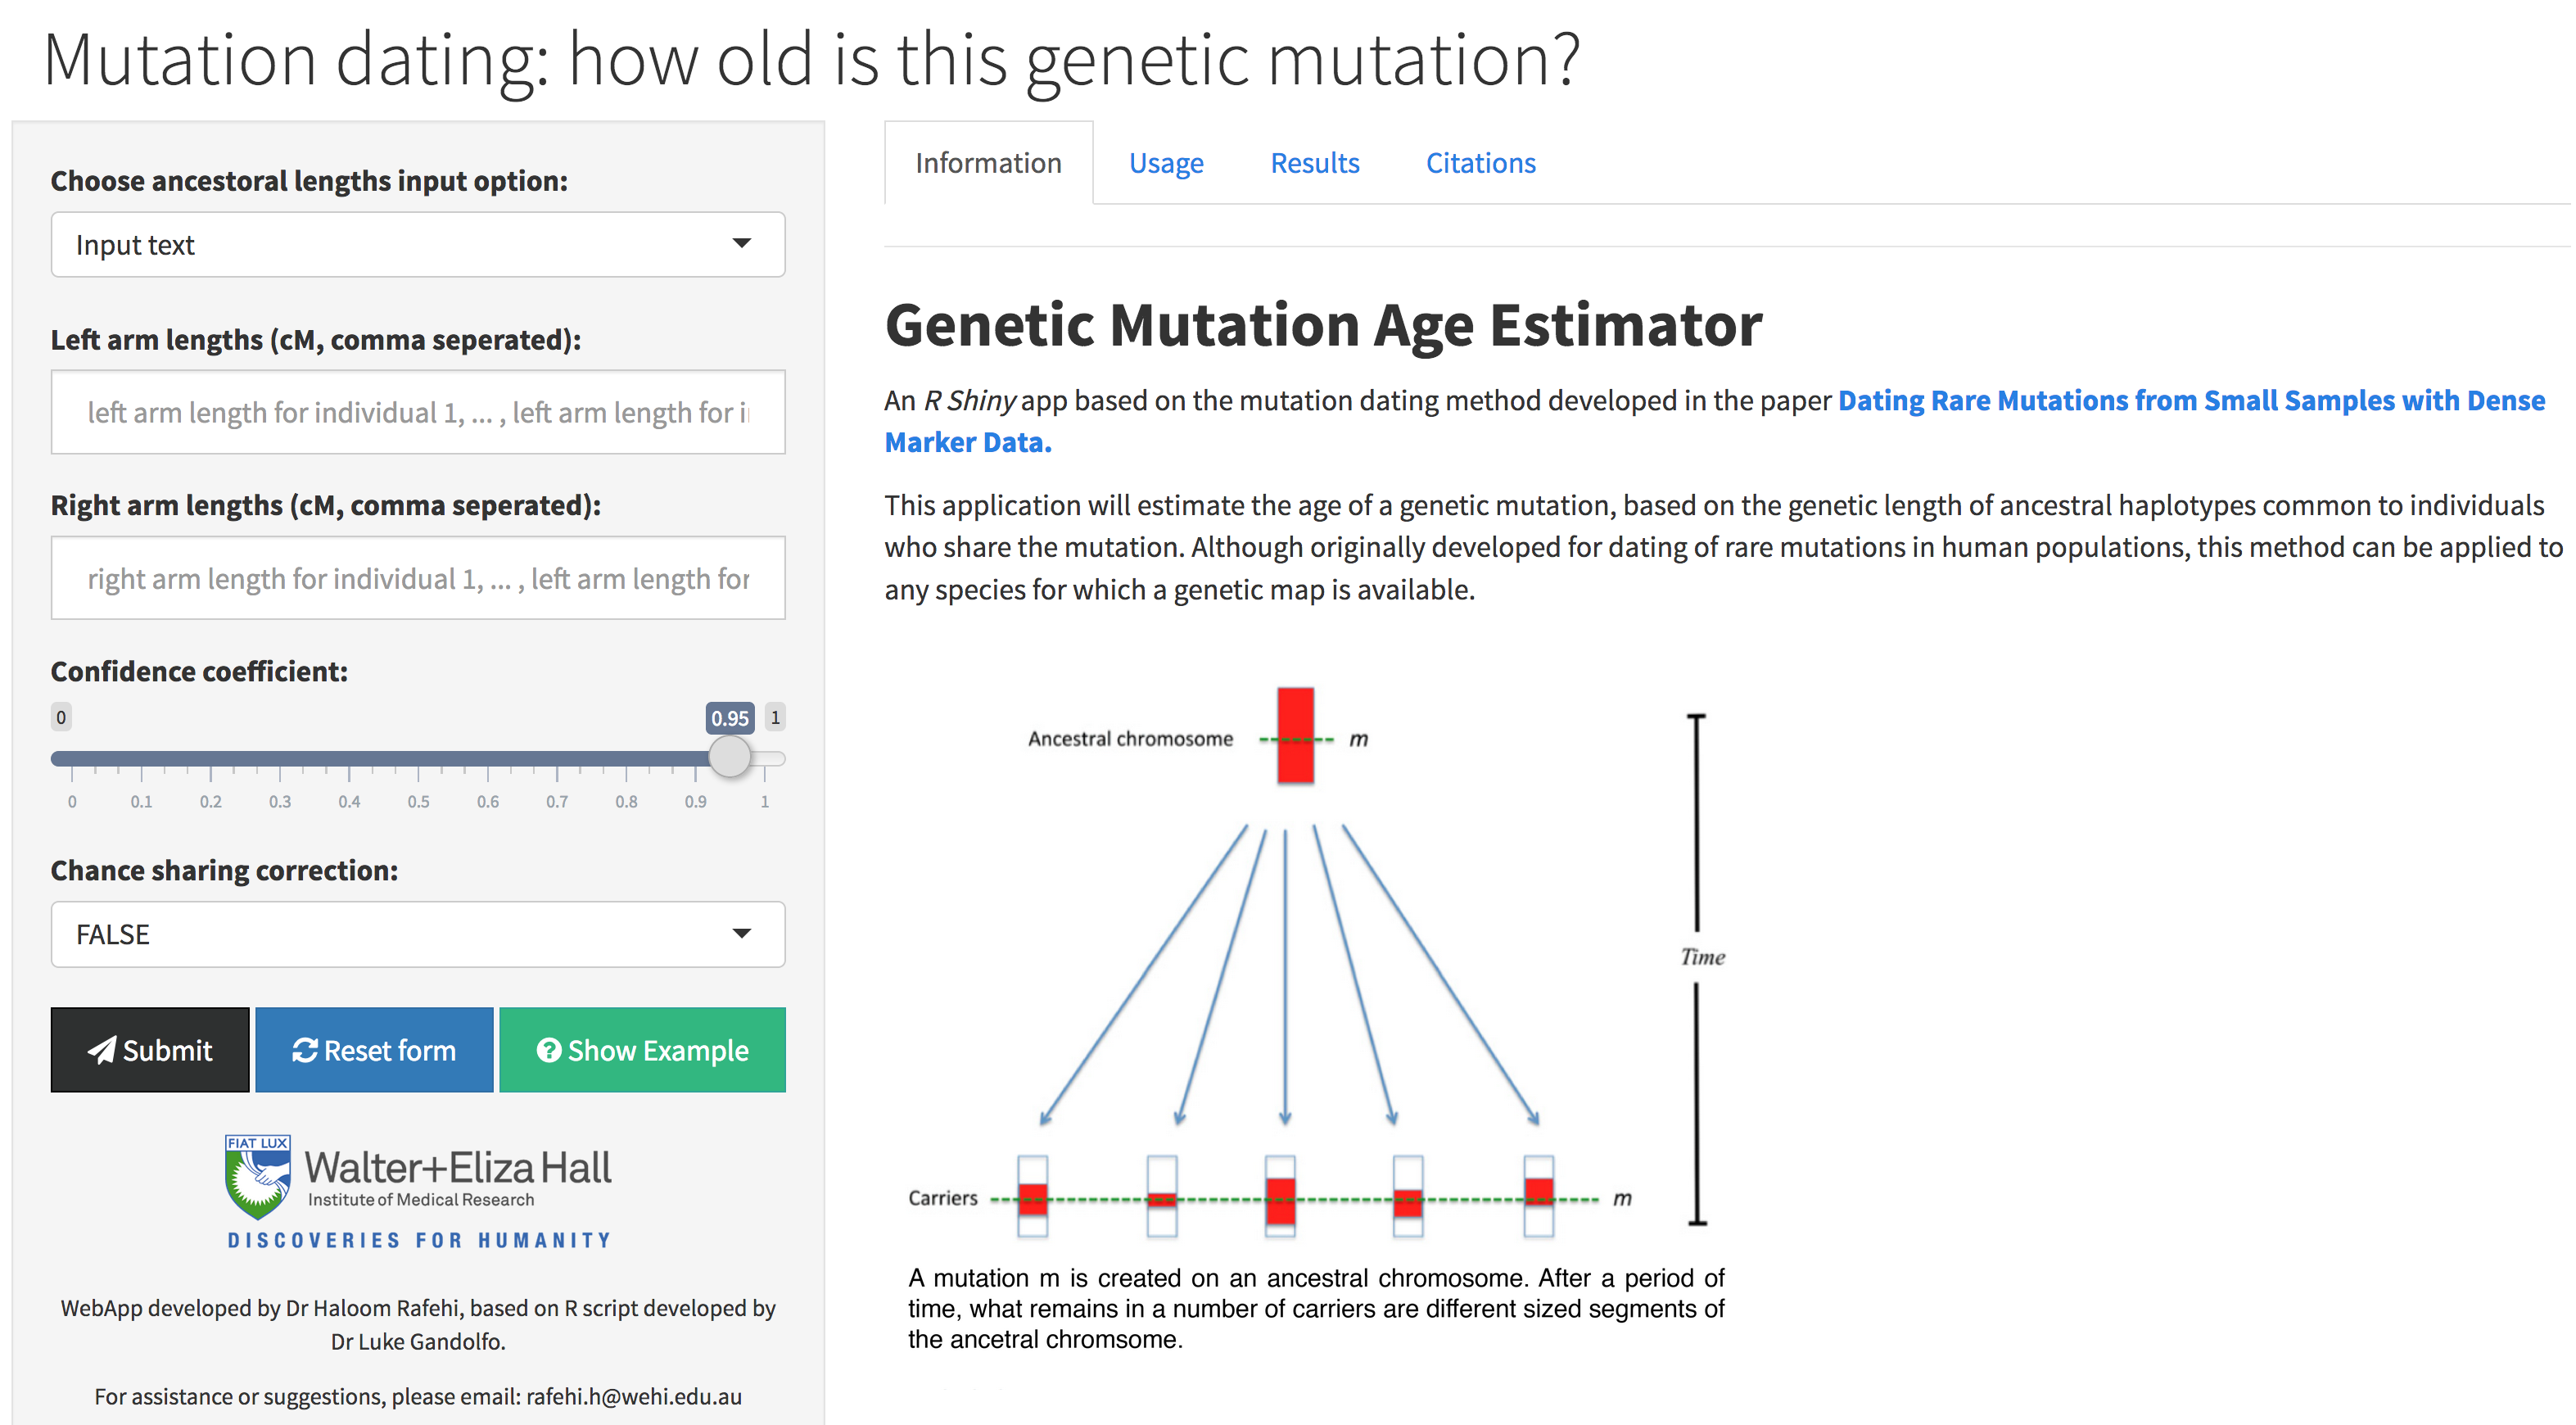 Mutation dating: how old is this genetic mutation?
Choose ancestoral lengths input option:
Input text
Left arm lengths (cM, comma seperated):
left arm length for individual 1, ... , left arm length for i
Right arm lengths (cM, comma seperated):
right arm length for individual 1, ... , left arm length for
Confidence coefficient:
0 0.95 1
0 0.1 0.2 0.3 0.4 0.5 0.6 0.7 0.8 0.9 1
Chance sharing correction:
FALSE
Submit Reset form Show Example
FIAT LUX
Walter+Eliza Hall
Institute of Medical Research
DISCOVERIES FOR HUMANITY
WebApp developed by Dr Haloom Rafehi, based on R script developed by
Dr Luke Gandolfo.
For assistance or suggestions, please email: rafehi.h@wehi.edu.au
Information Usage Results Citations
Genetic Mutation Age Estimator
An R Shiny app based on the mutation dating method developed in the paper Dating Rare Mutations from Small Samples with Dense
Marker Data.
This application will estimate the age of a genetic mutation, based on the genetic length of ancestral haplotypes common to individuals
who share the mutation. Although originally developed for dating of rare mutations in human populations, this method can be applied to
any species for which a genetic map is available.
Ancestral chromosome m
Time
Carriers m
A mutation m is created on an ancestral chromosome. After a period of
time, what remains in a number of carriers are different sized segments of
the ancetral chromsome.